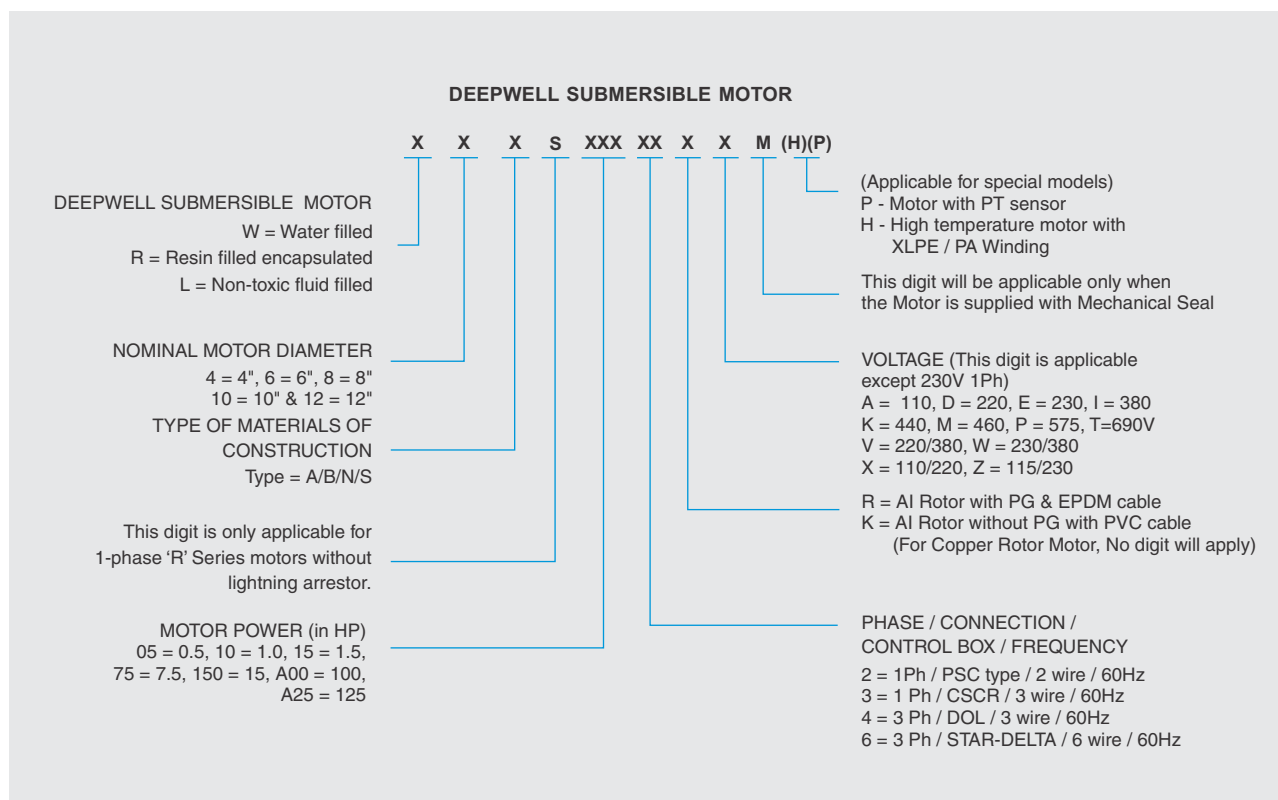 DEEPWELL SUBMERSIBLE MOTOR
X X X S XXX XX X X M (H)(P)
DEEPWELL SUBMERSIBLE MOTOR
W = Water filled
R = Resin filled encapsulated
L = Non-toxic fluid filled
NOMINAL MOTOR DIAMETER
4 = 4", 6 = 6", 8 = 8"
10 = 10" & 12 = 12"
TYPE OF MATERIALS OF
CONSTRUCTION
Type = A/B/N/S
This digit is only applicable for
1-phase ‘R’ Series motors without
lightning arrestor.
MOTOR POWER (in HP)
05 = 0.5, 10 = 1.0, 15 = 1.5,
75 = 7.5, 150 = 15, A00 = 100,
A25 = 125
(Applicable for special models)
P - Motor with PT sensor
H - High temperature motor with
XLPE / PA Winding
This digit will be applicable only when
the Motor is supplied with Mechanical Seal
VOLTAGE (This digit is applicable
except 230V 1Ph)
A = 110, D = 220, E = 230, I = 380
K = 440, M = 460, P = 575, T=690V
V = 220/380, W = 230/380
X = 110/220, Z = 115/230
R = AI Rotor with PG & EPDM cable
K = AI Rotor without PG with PVC cable
(For Copper Rotor Motor, No digit will apply)
PHASE / CONNECTION /
CONTROL BOX / FREQUENCY
2 = 1Ph / PSC type / 2 wire / 60Hz
3 = 1 Ph / CSCR / 3 wire / 60Hz
4 = 3 Ph / DOL / 3 wire / 60Hz
6 = 3 Ph / STAR-DELTA / 6 wire / 60Hz